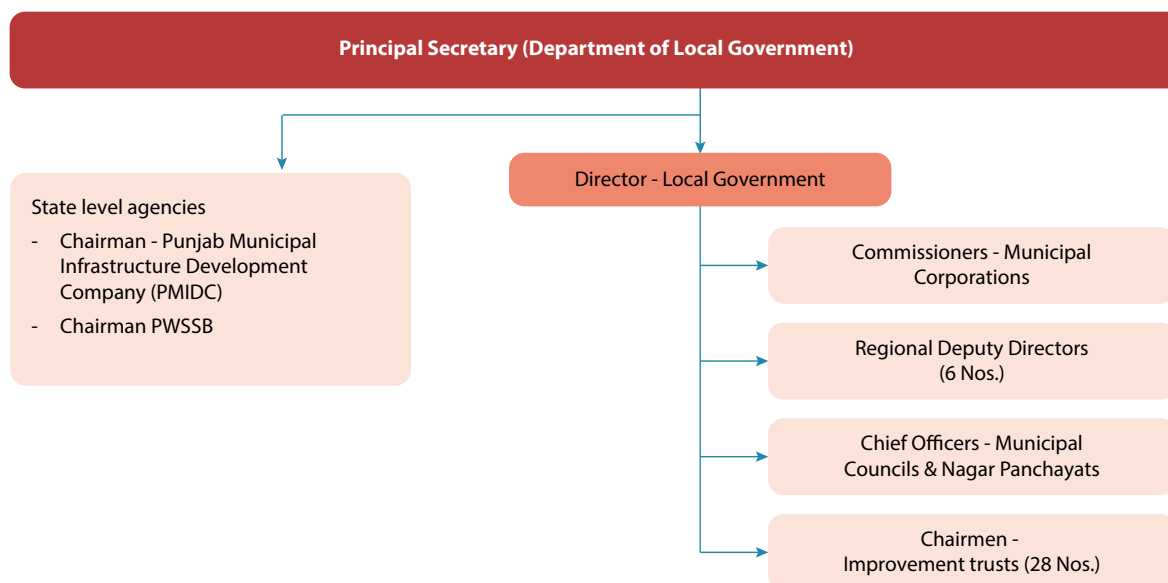 Principal Secretary (Department of Local Government)
State level agencies
- Chairman - Punjab Municipal
Infrastructure Development
Company (PMIDC)
- Chairman PWSSB
Director - Local Government
Commissioners - Municipal
Corporations
Regional Deputy Directors
(6 Nos.)
Chief Officers - Municipal
Councils & Nagar Panchayats
Chairmen -
Improvement trusts (28 Nos.)